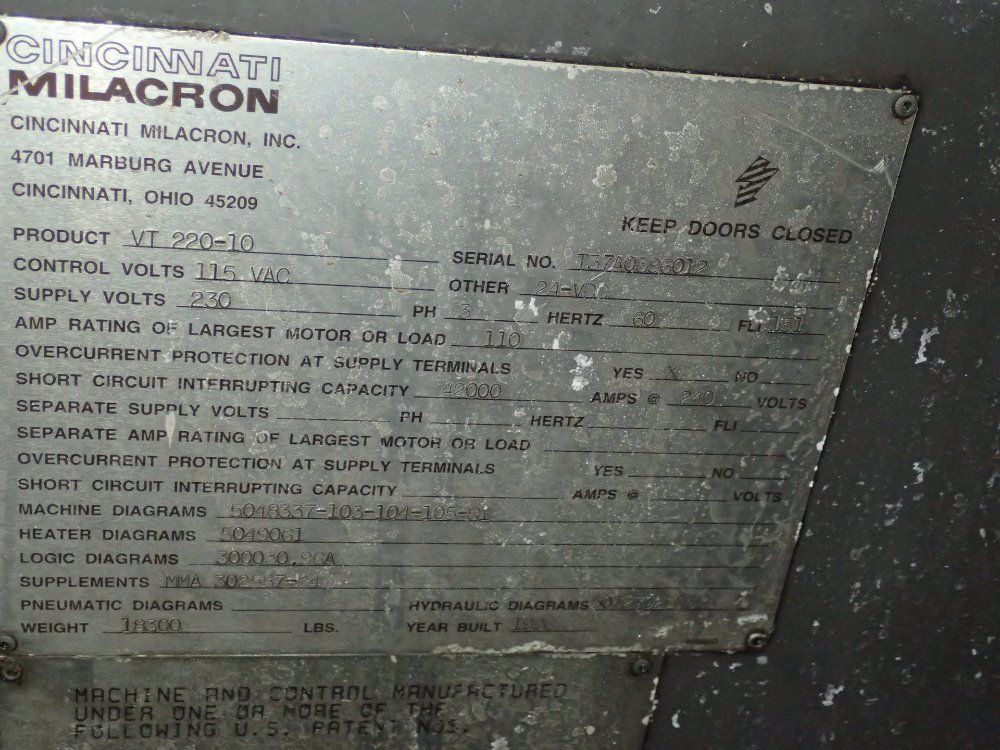 CINCINNATI
MILACRON
CINCINNATI MILACRON, INC.
4701 MARBURG AVENUE
CINCINNATI, OHIO 45209
KEEP DOORS CLOSED
PRODUCT VT 220-10
SERIAL NO.
CONTROL VOLTS 115 VAC
OTHER 24-VDC
SUPPLY VOLTS 230 PH 3 HERTZ 60 FLI 131
AMP RATING OF LARGEST MOTOR OR LOAD 110
OVERCURRENT PROTECTION AT SUPPLY TERMINALS YES X NO
SHORT CIRCUIT INTERRUPTING CAPACITY 42000 AMPS @ 240 VOLTS
SEPARATE SUPPLY VOLTS PH HERTZ FLI
SEPARATE AMP RATING OF LARGEST MOTOR OR LOAD
OVERCURRENT PROTECTION AT SUPPLY TERMINALS YES NO
SHORT CIRCUIT INTERRUPTING CAPACITY AMPS @ VOLTS
MACHINE DIAGRAMS
HEATER DIAGRAMS 5049061
LOGIC DIAGRAMS 300030.96A
SUPPLEMENTS MMA
PNEUMATIC DIAGRAMS HYDRAULIC DIAGRAMS
WEIGHT 18300 LBS. YEAR BUILT
MACHINE AND CONTROL MANUFACTURED
UNDER ONE OR MORE OF THE
FOLLOWING U.S. PATENT NOS.